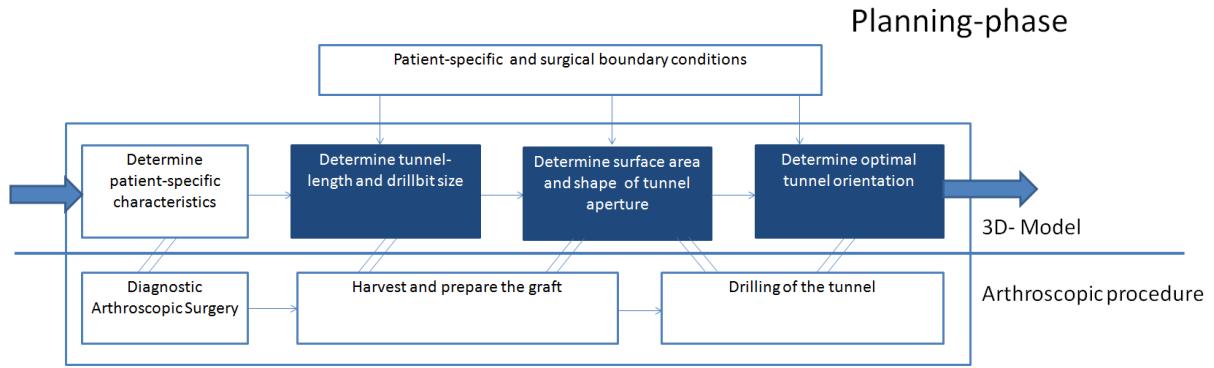 Planning-phase
Patient-specific and surgical boundary conditions
Determine
patient-specific
characteristics
Determine tunnel-
length and drillbit size
Determine surface area
and shape of tunnel
aperture
Determine optimal
tunnel orientation
3D- Model
Diagnostic
Arthroscopic Surgery
Harvest and prepare the graft
Drilling of the tunnel
Arthroscopic procedure